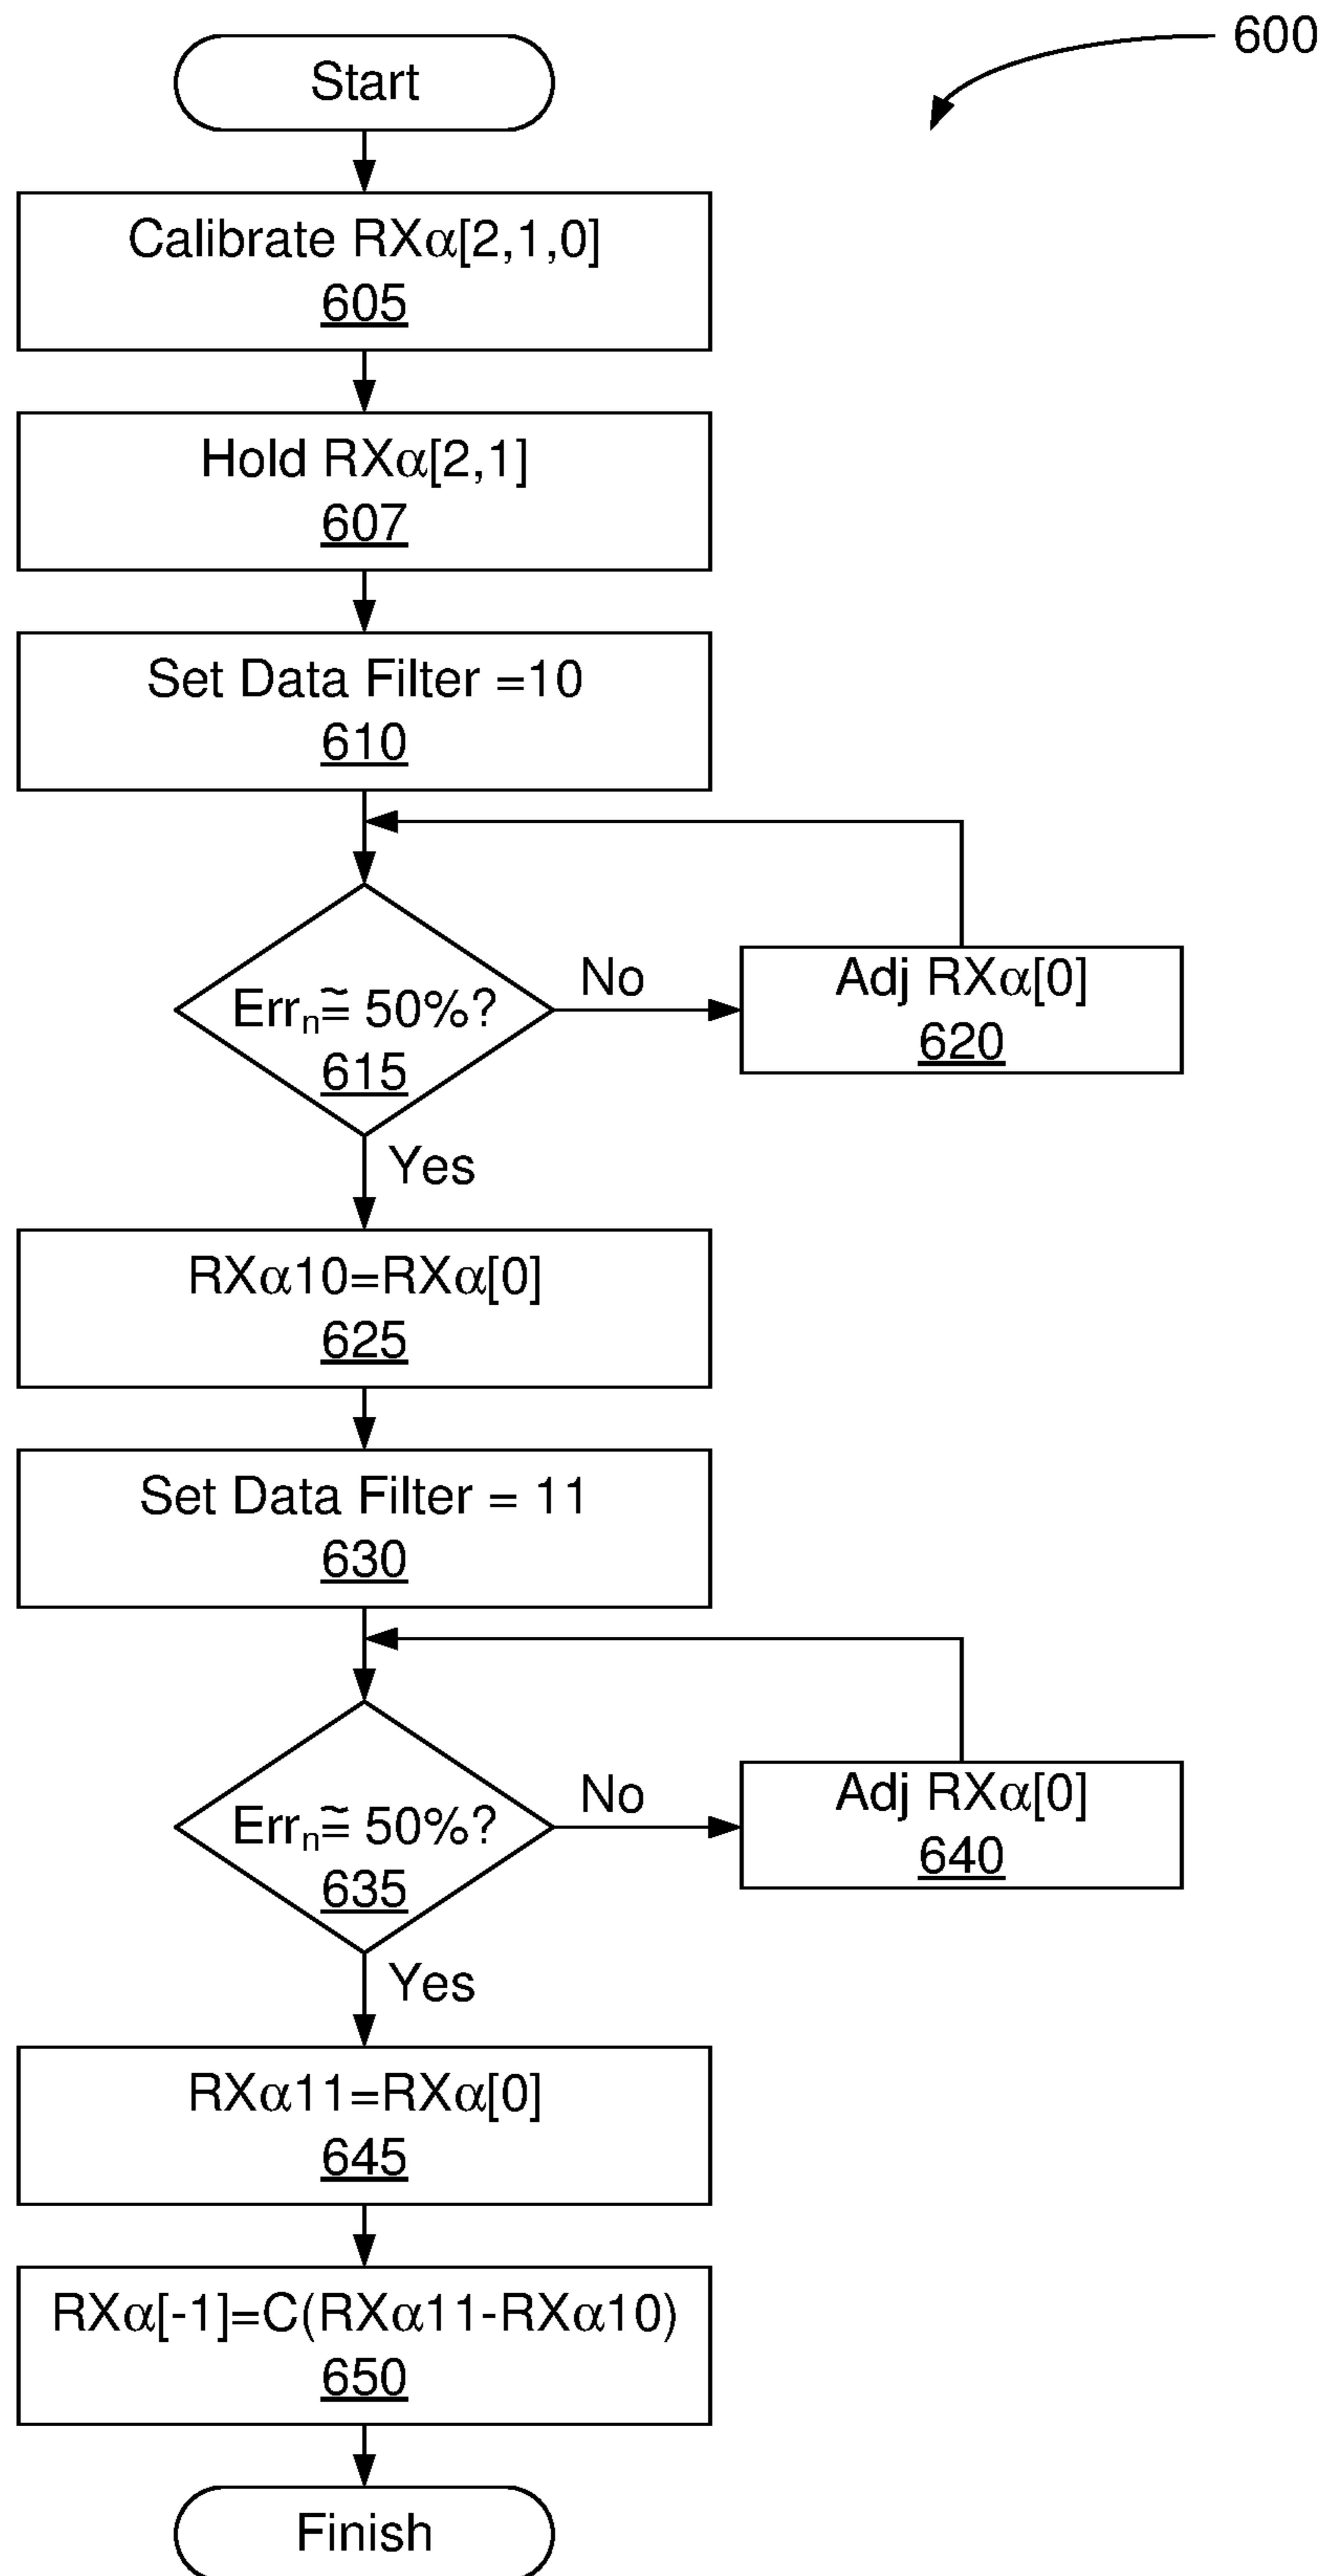 600
Start
Calibrate RXα[2,1,0]
605
Hold RXα[2,1]
607
Set Data Filter =10
610
Errₙ ≅ 50%?
615
No
Adj RXα[0]
620
Yes
RXα10=RXα[0]
625
Set Data Filter = 11
630
Errₙ ≅ 50%?
635
No
Adj RXα[0]
640
Yes
RXα11=RXα[0]
645
RXα[-1]=C(RXα11-RXα10)
650
Finish